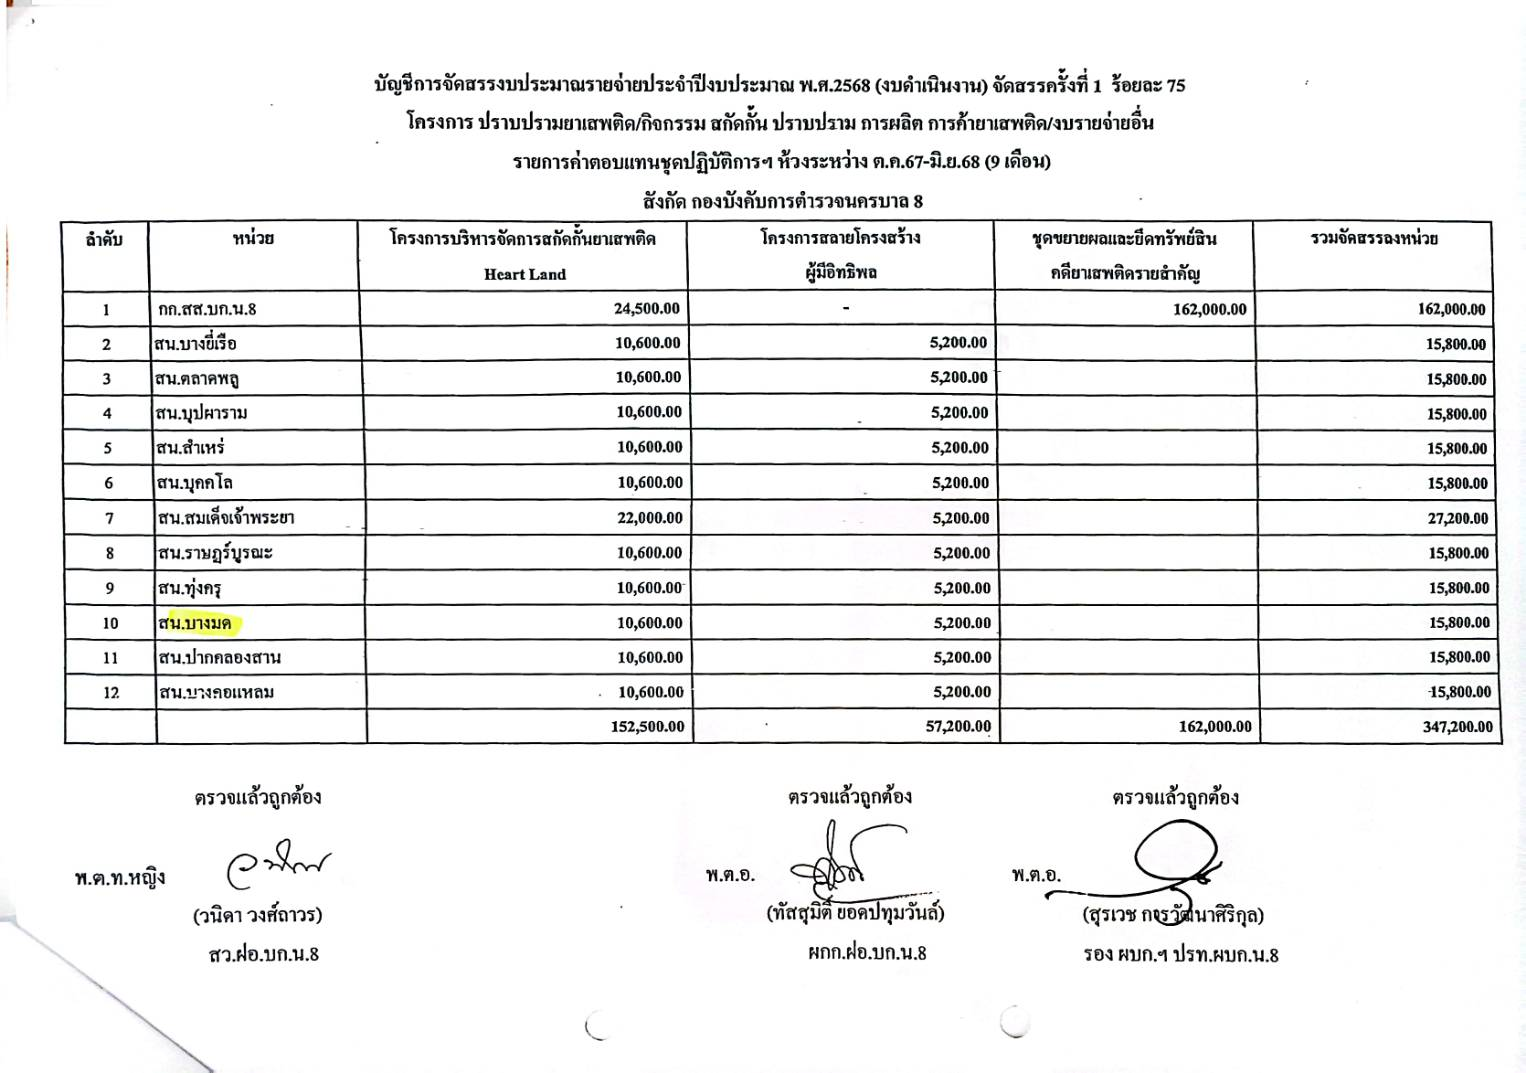 บัญชีการจัดสรรงบประมาณรายจ่ายประจำปีงบประมาณ พ.ศ.2568 (งบดำเนินงาน) จัดสรรครั้งที่ 1 ร้อยละ 75
โครงการ ปราบปรามยาเสพติด/กิจกรรม สกัดกั้น ปราบปราม การผลิต การค้ายาเสพติด/งบรายจ่ายอื่น
รายการค่าตอบแทนชุดปฏิบัติการฯ ห้วงระหว่าง ต.ค.67-มิ.ย.68 (9 เดือน)
สังกัด กองบังคับการตำรวจนครบาล 8
ลำดับ หน่วย โครงการบริหารจัดการสกัดกั้นยาเสพติด โครงการสลายโครงสร้าง ชุดขยายผลและยึดทรัพย์สิน รวมจัดสรรลงหน่วย
Heart Land ผู้มีอิทธิพล คดียาเสพติดรายสำคัญ
1 กก.สส.บก.น.8 24,500.00 - 162,000.00 162,000.00
2 สน.บางยี่เรือ 10,600.00 5,200.00 15,800.00
3 สน.ตลาดพลู 10,600.00 5,200.00 15,800.00
4 สน.บุปผาราม 10,600.00 5,200.00 15,800.00
5 สน.สำเหร่ 10,600.00 5,200.00 15,800.00
6 สน.บุคคโล 10,600.00 5,200.00 15,800.00
7 สน.สมเด็จเจ้าพระยา 22,000.00 5,200.00 27,200.00
8 สน.ราษฎร์บูรณะ 10,600.00 5,200.00 15,800.00
9 สน.ทุ่งครุ 10,600.00 5,200.00 15,800.00
10 สน.บางมด 10,600.00 5,200.00 15,800.00
11 สน.ปากคลองสาน 10,600.00 5,200.00 15,800.00
12 สน.บางคอแหลม 10,600.00 5,200.00 15,800.00
152,500.00 57,200.00 162,000.00 347,200.00
ตรวจแล้วถูกต้อง ตรวจแล้วถูกต้อง ตรวจแล้วถูกต้อง
พ.ต.ท.หญิง พ.ต.อ. พ.ต.อ.
(วนิดา วงศ์ถาวร) (ทัสสุมิติ์ ยอดปทุมวันล์) (สุรเวช
สว.ฝอ.บก.น.8 ผกก.ฝอ.บก.น.8 รอง ผบก.ฯ ปรท.ผบก.น.8